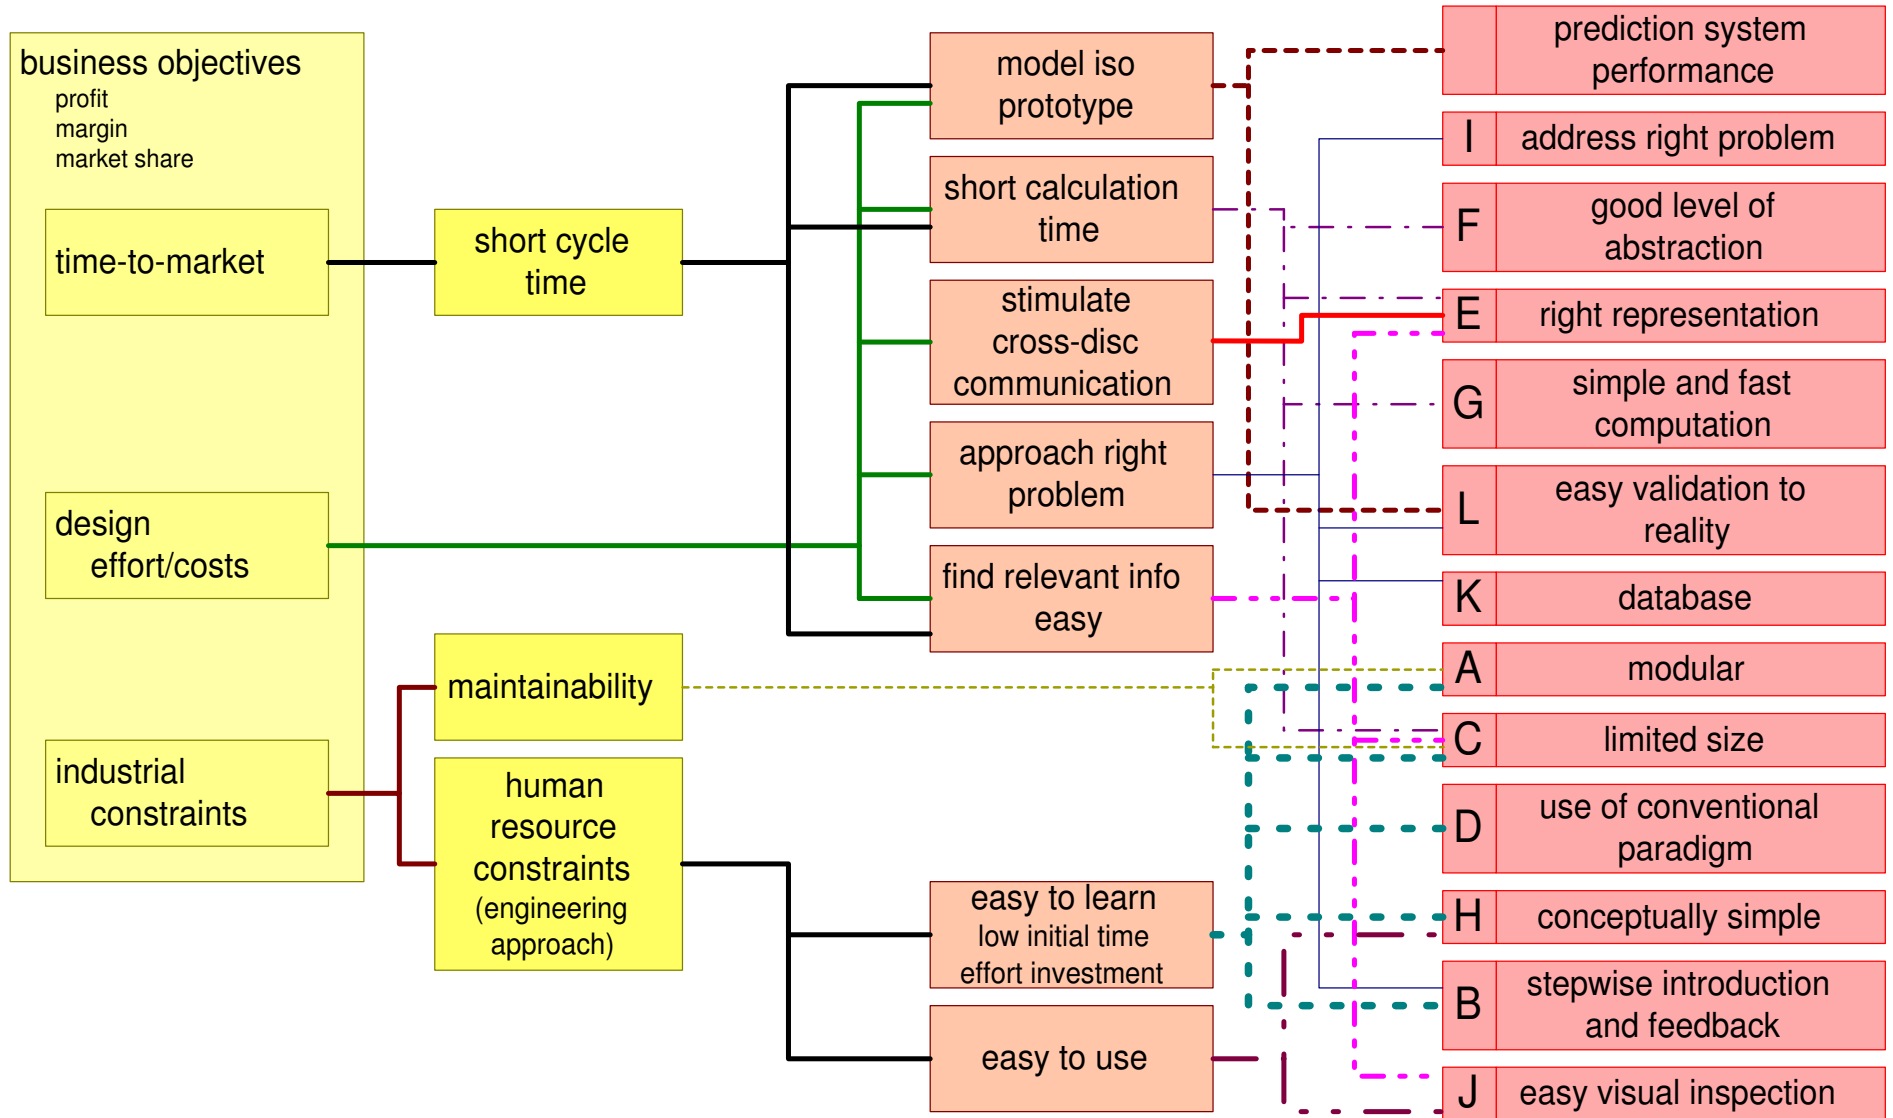 business objectives
profit
margin
market share
time-to-market
design
effort/costs
industrial
constraints
short cycle
time
maintainability
human
resource
constraints
(engineering
approach)
model iso
prototype
short calculation
time
stimulate
cross-disc
communication
approach right
problem
find relevant info
easy
easy to learn
low initial time
effort investment
easy to use
prediction system
performance
I address right problem
F good level of
abstraction
E right representation
G simple and fast
computation
L easy validation to
reality
K database
A modular
C limited size
D use of conventional
paradigm
H conceptually simple
B stepwise introduction
and feedback
J easy visual inspection